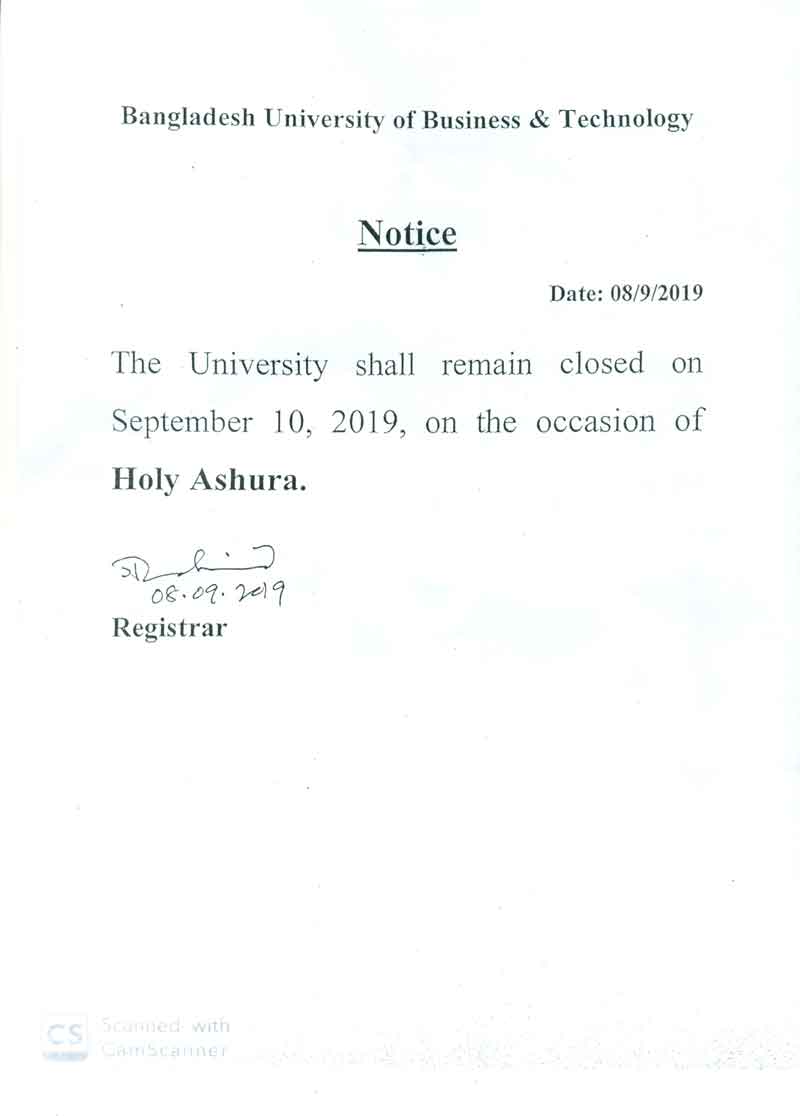 Bangladesh University of Business & Technology
Notice
Date: 08/9/2019
The University shall remain closed on
September 10, 2019, on the occasion of
Holy Ashura.
08.09.2019
Registrar
CS Scanned with
CamScanner